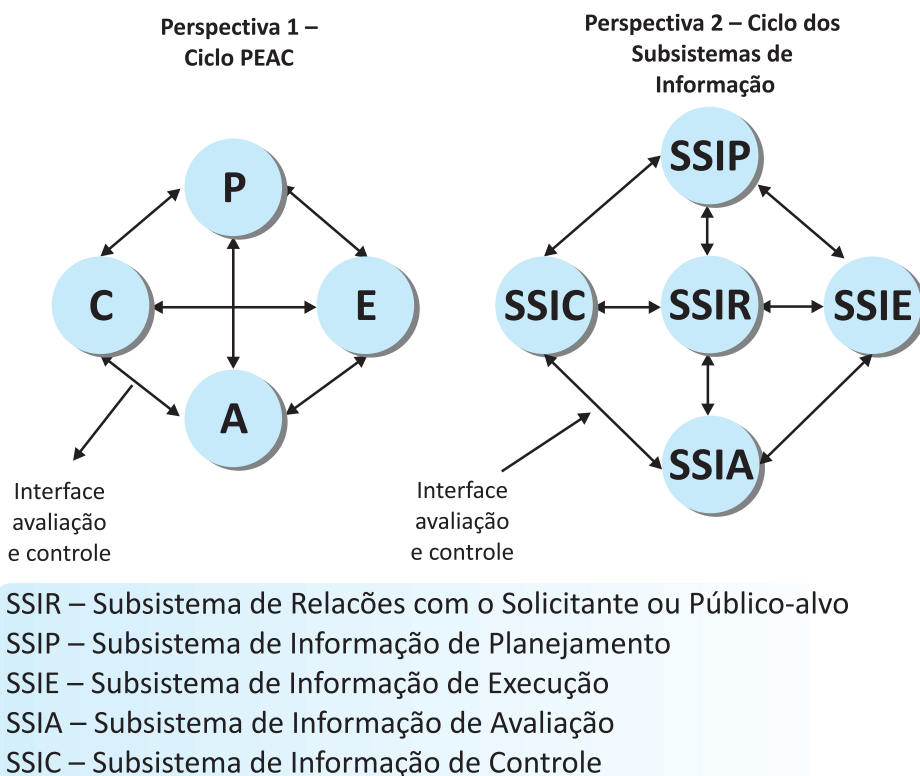 Perspectiva 1 –
Ciclo PEAC
Perspectiva 2 – Ciclo dos
Subsistemas de
Informação
P
C
E
A
Interface
avaliação
e controle
SSIP
SSIC
SSIR
SSIE
SSIA
Interface
avaliação
e controle
SSIR – Subsistema de Relacões com o Solicitante ou Público-alvo
SSIP – Subsistema de Informação de Planejamento
SSIE – Subsistema de Informação de Execução
SSIA – Subsistema de Informação de Avaliação
SSIC – Subsistema de Informação de Controle